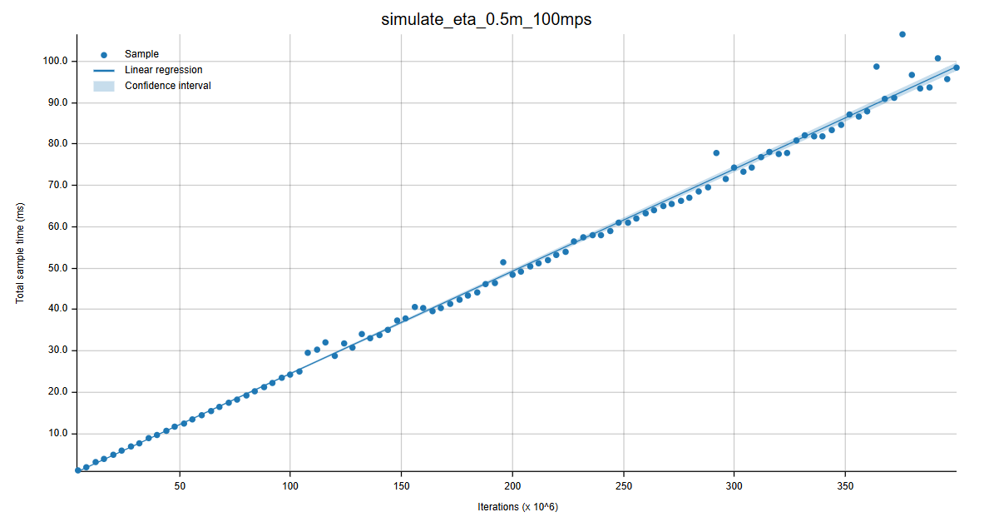 simulate_eta_0.5m_100mps
Sample
Linear regression
Confidence interval
100.0
90.0
80.0
70.0
60.0
50.0
40.0
30.0
20.0
10.0
Total sample time (ms)
50 100 150 200 250 300 350
Iterations (x 10^6)